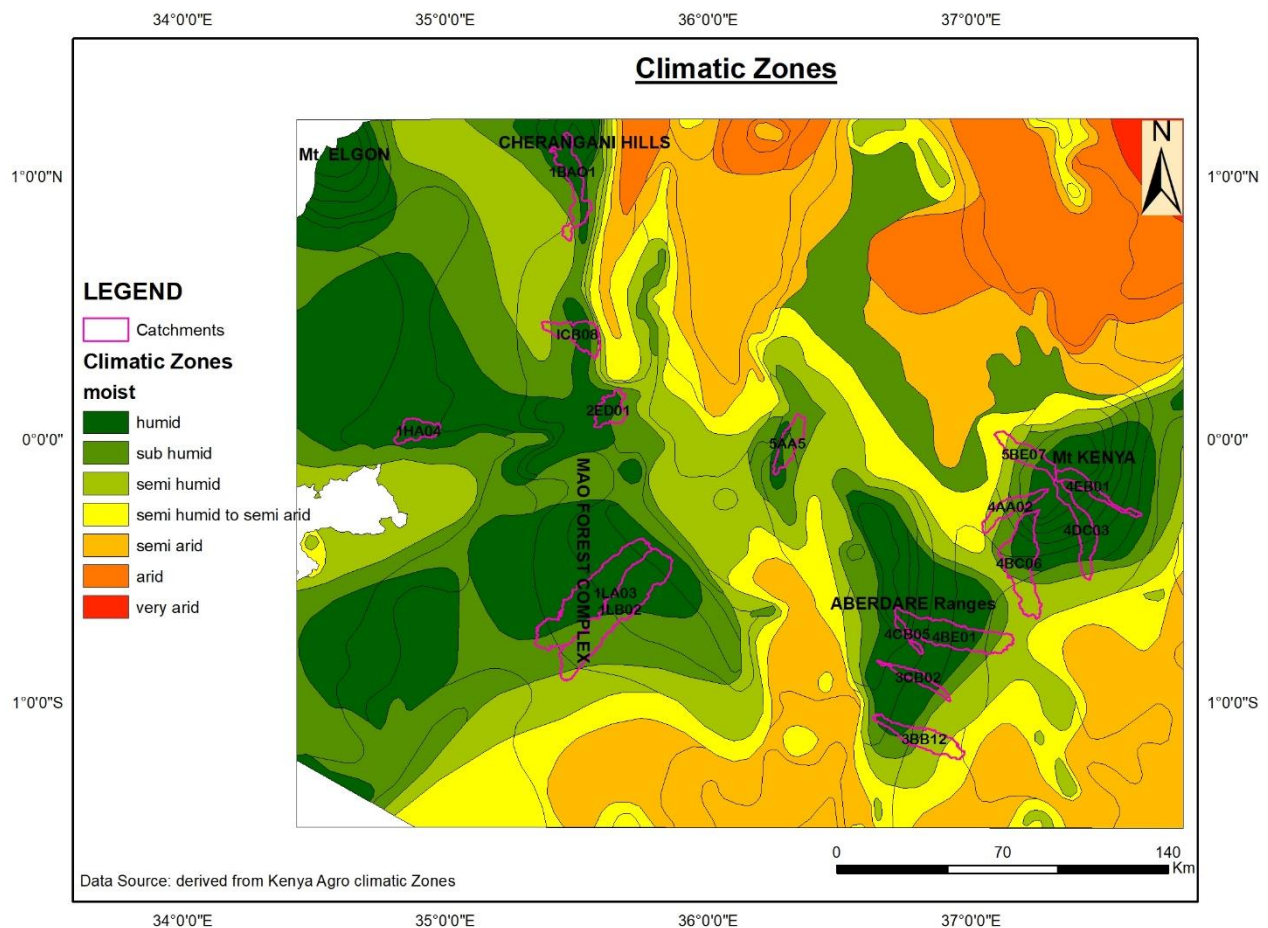 34°0'0"E 35°0'0"E 36°0'0"E 37°0'0"E
Climatic Zones
N
CHERANGANI HILLS
Mt. ELGON
1BAO1
1°0'0"N 1°0'0"N
LEGEND
Catchments
Climatic Zones
moist
humid
sub humid
semi humid
semi humid to semi arid
semi arid
arid
very arid
ICB08
2ED01
1HA04
0°0'0" 0°0'0"
5AA5
5BE07
Mt KENYA
4EB01
4AA02
4DC03
4BC06
MAO FOREST COMPLEX
1LA03
1LB02
ABERDARE Ranges
4CB05
4BE01
3CB02
1°0'0"S 1°0'0"S
3BB12
0 70 140
Km
Data Source: derived from Kenya Agro climatic Zones
34°0'0"E 35°0'0"E 36°0'0"E 37°0'0"E